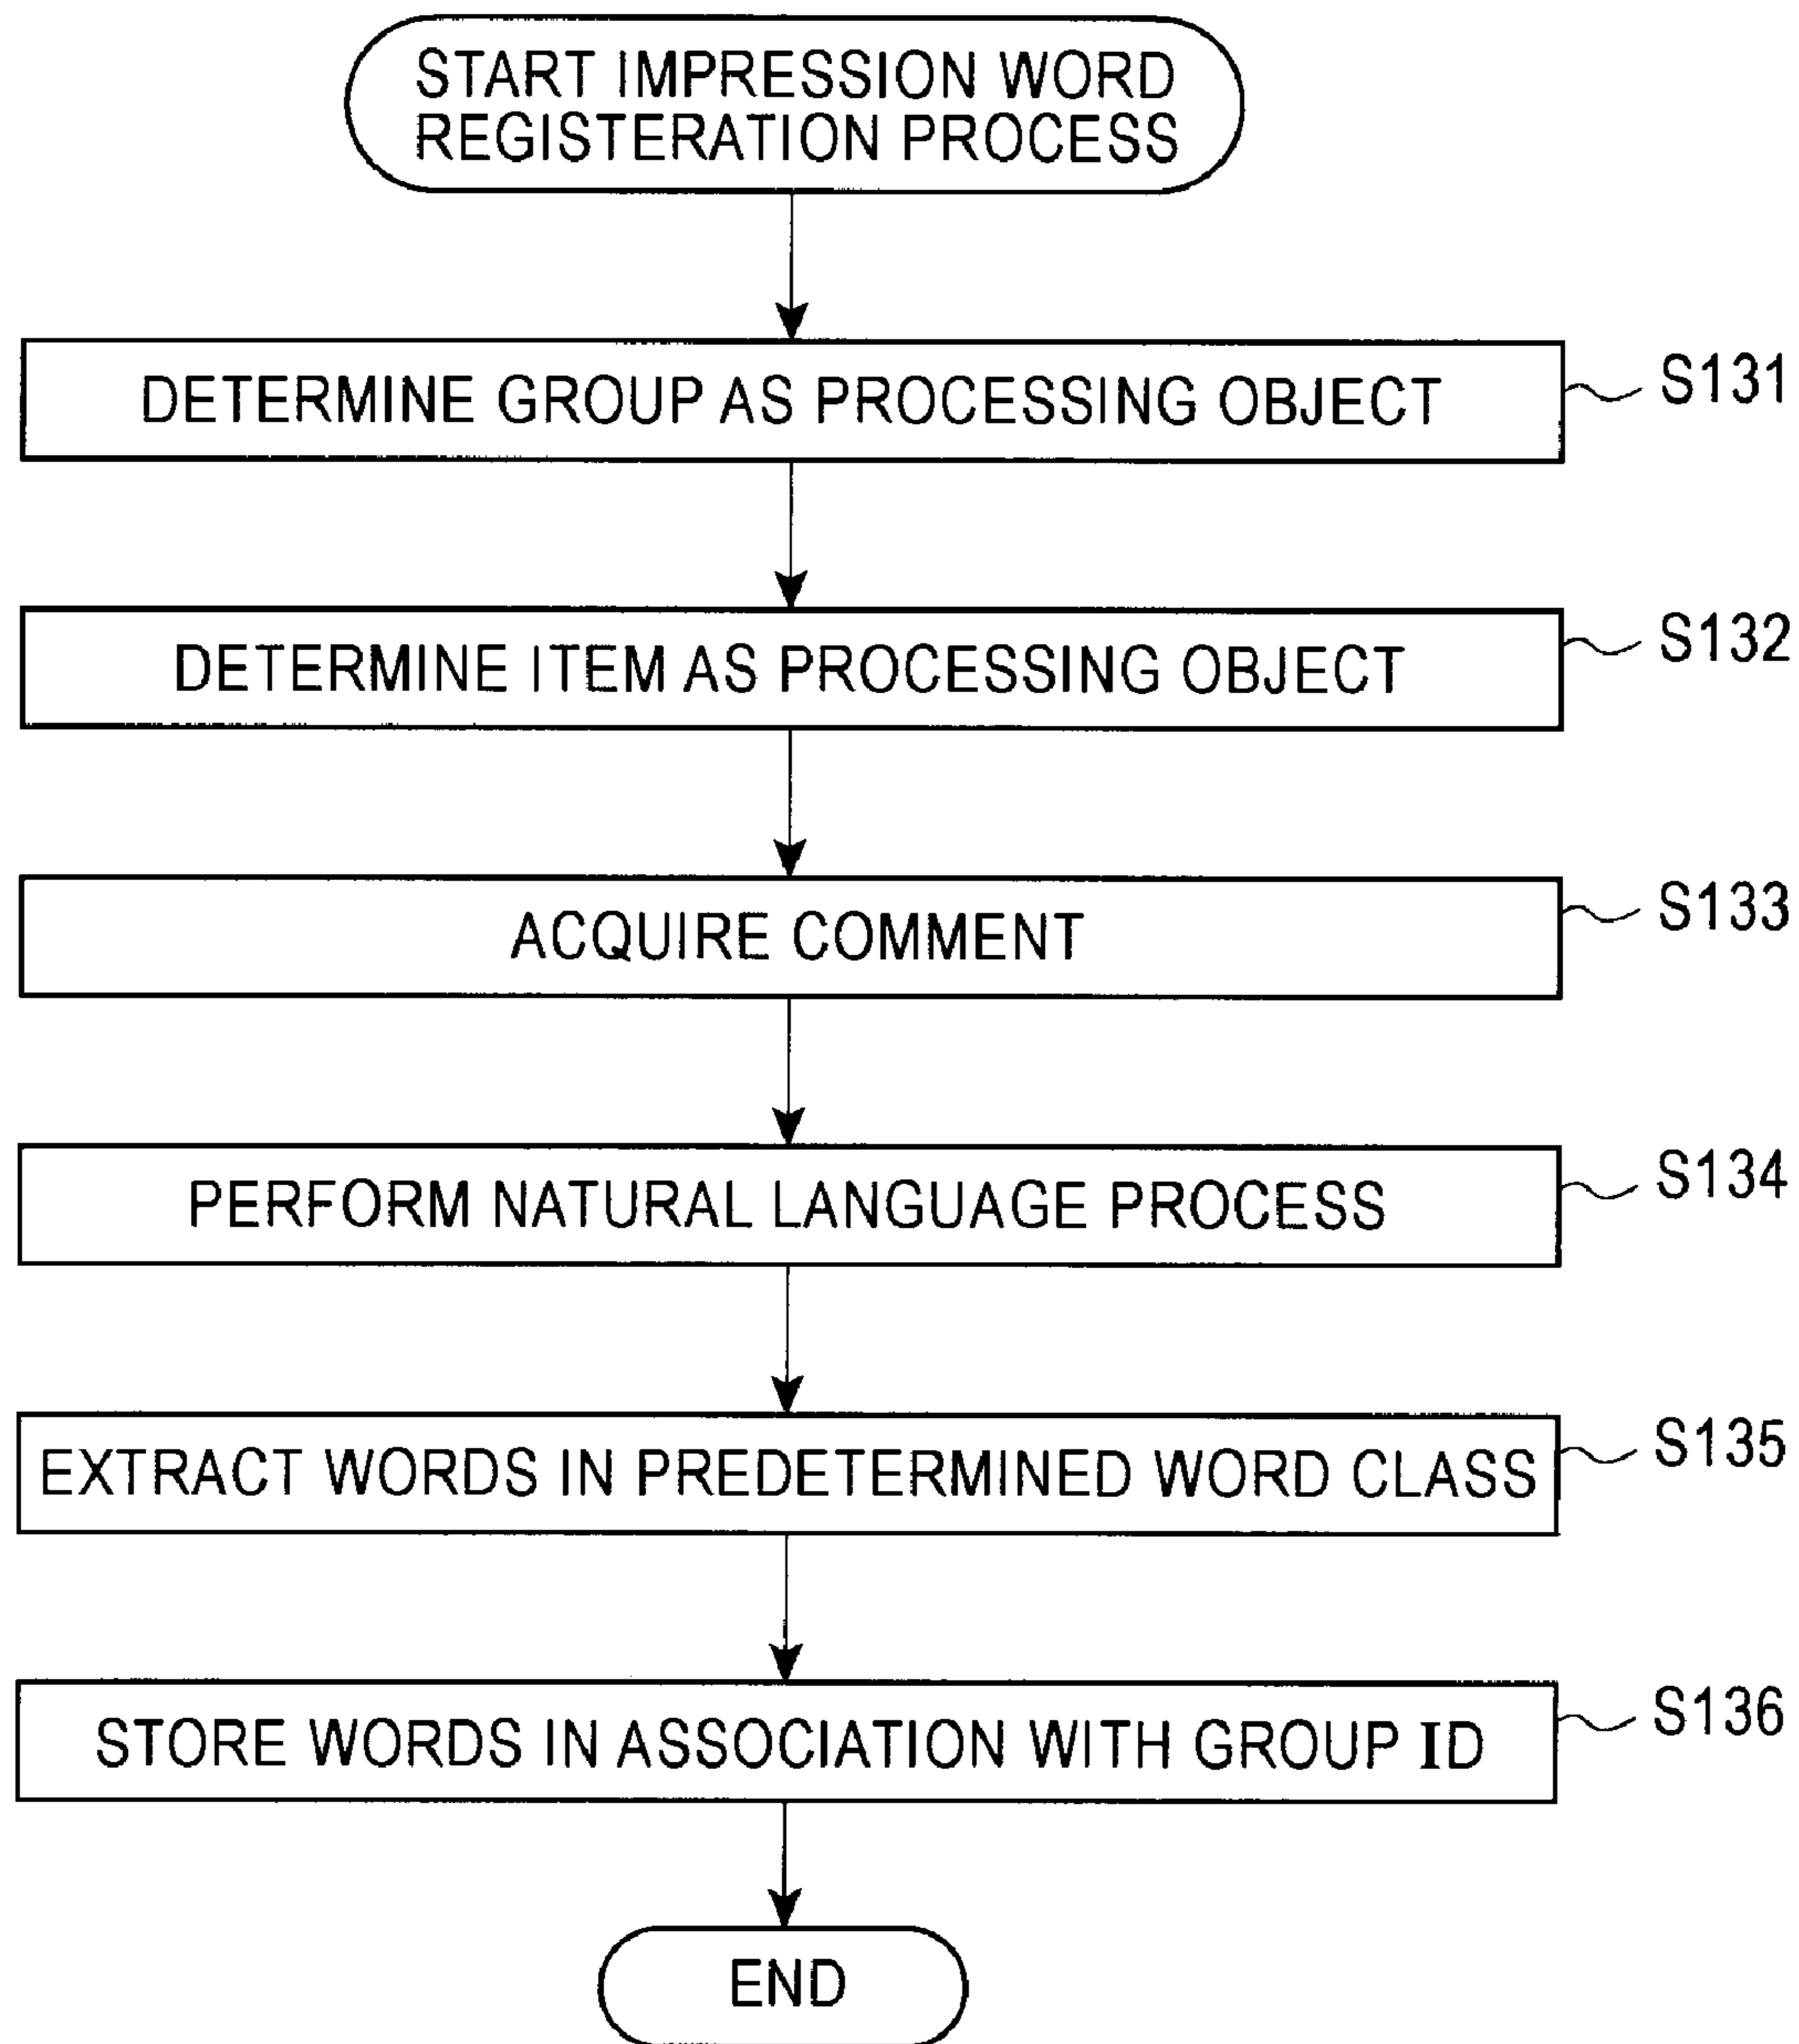 START IMPRESSION WORD
REGISTERATION PROCESS
DETERMINE GROUP AS PROCESSING OBJECT
S131
DETERMINE ITEM AS PROCESSING OBJECT
S132
ACQUIRE COMMENT
S133
PERFORM NATURAL LANGUAGE PROCESS
S134
EXTRACT WORDS IN PREDETERMINED WORD CLASS
S135
STORE WORDS IN ASSOCIATION WITH GROUP ID
S136
END